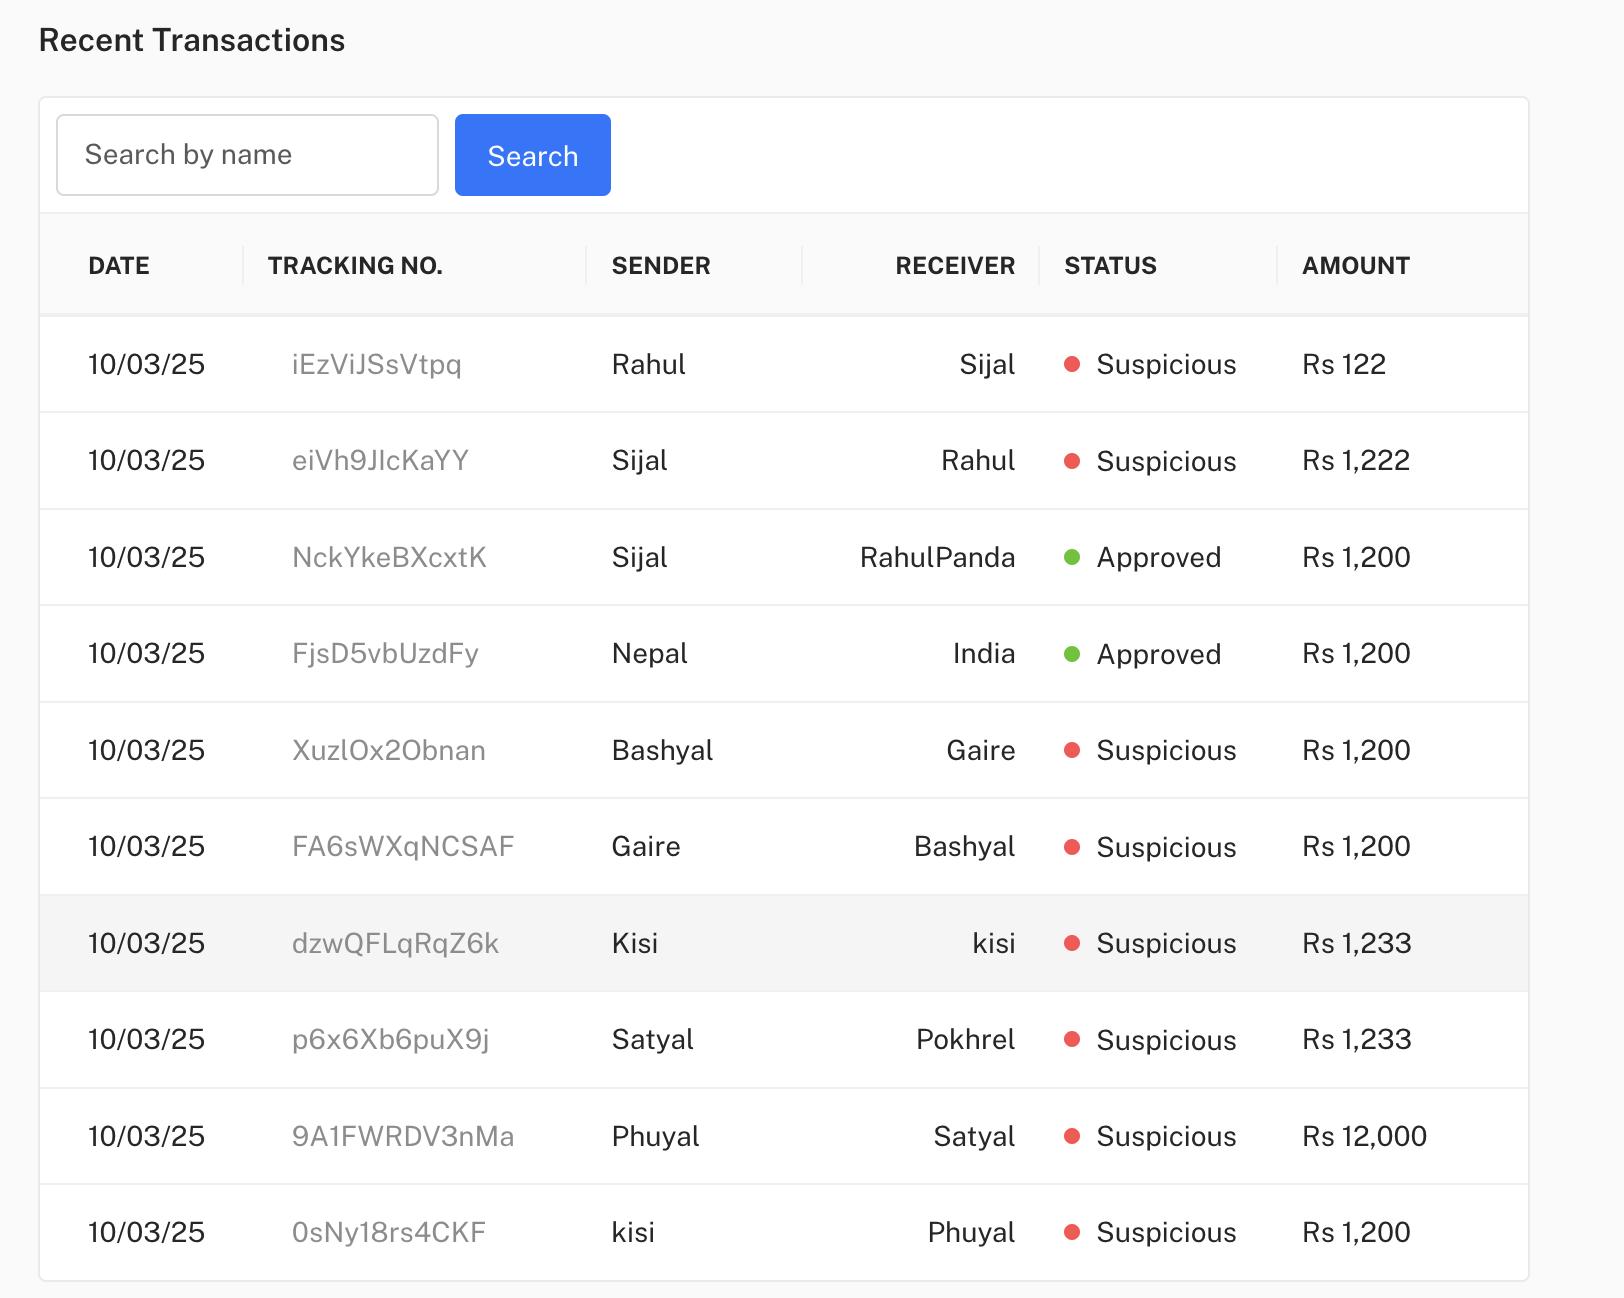 Recent Transactions
Search by name Search
DATE TRACKING NO. SENDER RECEIVER STATUS AMOUNT
10/03/25 iEzViJSsVtpq Rahul Sijal Suspicious Rs 122
10/03/25 eiVh9JIcKaYY Sijal Rahul Suspicious Rs 1,222
10/03/25 NckYkeBXcxtK Sijal RahulPanda Approved Rs 1,200
10/03/25 FjsD5vbUzdFy Nepal India Approved Rs 1,200
10/03/25 XuzlOx2Obnan Bashyal Gaire Suspicious Rs 1,200
10/03/25 FA6sWXqNCSAF Gaire Bashyal Suspicious Rs 1,200
10/03/25 dzwQFLqRqZ6k Kisi kisi Suspicious Rs 1,233
10/03/25 p6x6Xb6puX9j Satyal Pokhrel Suspicious Rs 1,233
10/03/25 9A1FWRDV3nMa Phuyal Satyal Suspicious Rs 12,000
10/03/25 0sNy18rs4CKF kisi Phuyal Suspicious Rs 1,200